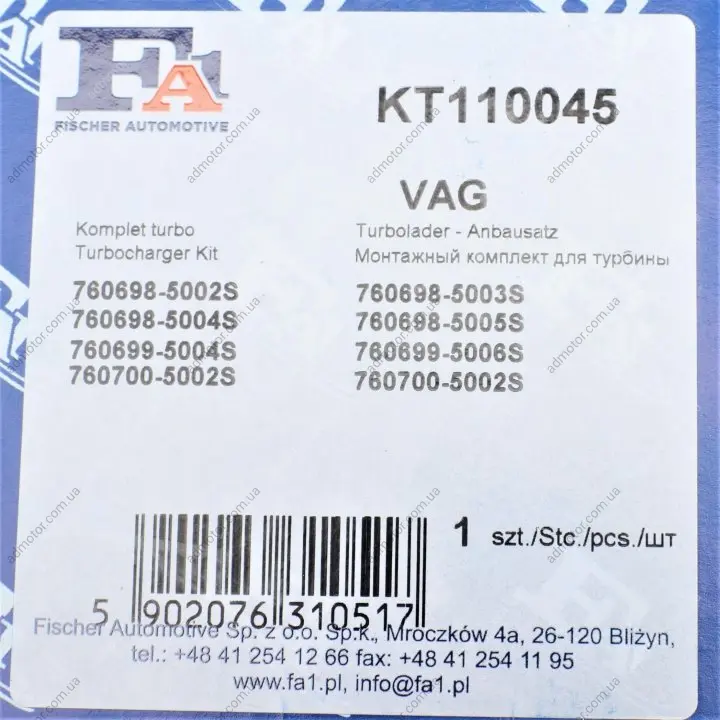 FA1
FISCHER AUTOMOTIVE
KT110045
VAG
Komplet turbo
Turbocharger Kit
Turbolader - Anbausatz
Монтажный комплект для турбины
760698-5002S
760698-5004S
760699-5004S
760700-5002S
760698-5003S
760698-5005S
760699-5006S
760700-5002S
1 szt./Stc./pcs./шт
5 902076 310517
Fischer Automotive Sp. z o.o. Sp.k., Mroczków 4a, 26-120 Bliżyn,
tel.: +48 41 254 12 66 fax: +48 41 254 11 95
www.fa1.pl, info@fa1.pl
admotor.com.ua